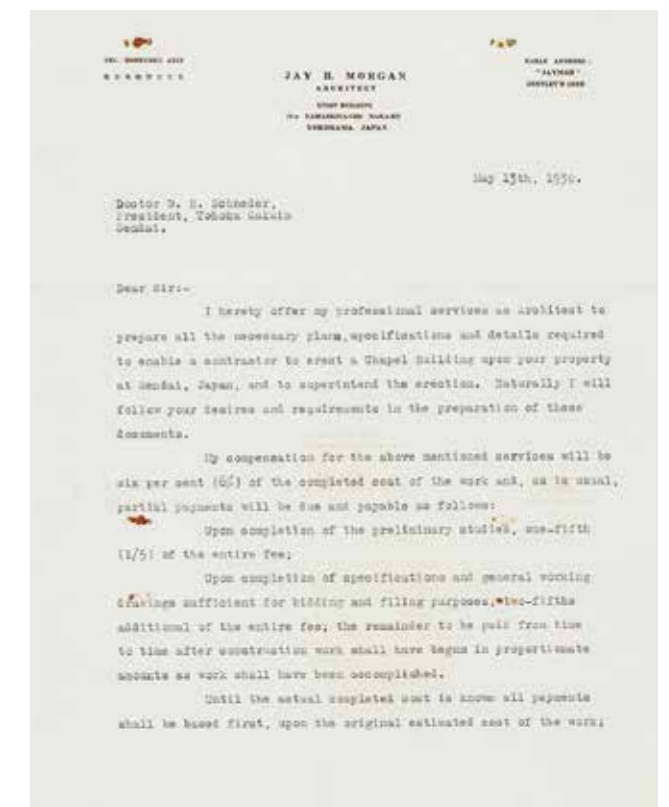 JAY H. MORGAN
ARCHITECT
YOKOHAMA, JAPAN
CABLE ADDRESS:
"JAYMOR"
BENTLEY'S CODE
May 13th, 1930.
Doctor D. B. Schneder,
President, Tohoku Gakuin
Sendai.
Dear Sir:-
I hereby offer my professional services as Architect to
prepare all the necessary plans, specifications and details required
to enable a contractor to erect a Chapel Building upon your property
at Sendai, Japan, and to superintend the erection. Naturally I will
follow your desires and requirements in the preparation of these
documents.
My compensation for the above mentioned services will be
six per cent (6%) of the completed cost of the work and, as is usual,
partial payments will be due and payable as follows:
Upon completion of the preliminary studies, one-fifth
(1/5) of the entire fee;
Upon completion of specifications and general working
drawings sufficient for bidding and filing purposes, two-fifths
additional of the entire fee; the remainder to be paid from time
to time after construction work shall have begun in proportionate
amounts as work shall have been accomplished.
Until the actual completed cost is known all payments
shall be based first, upon the original estimated cost of the work;